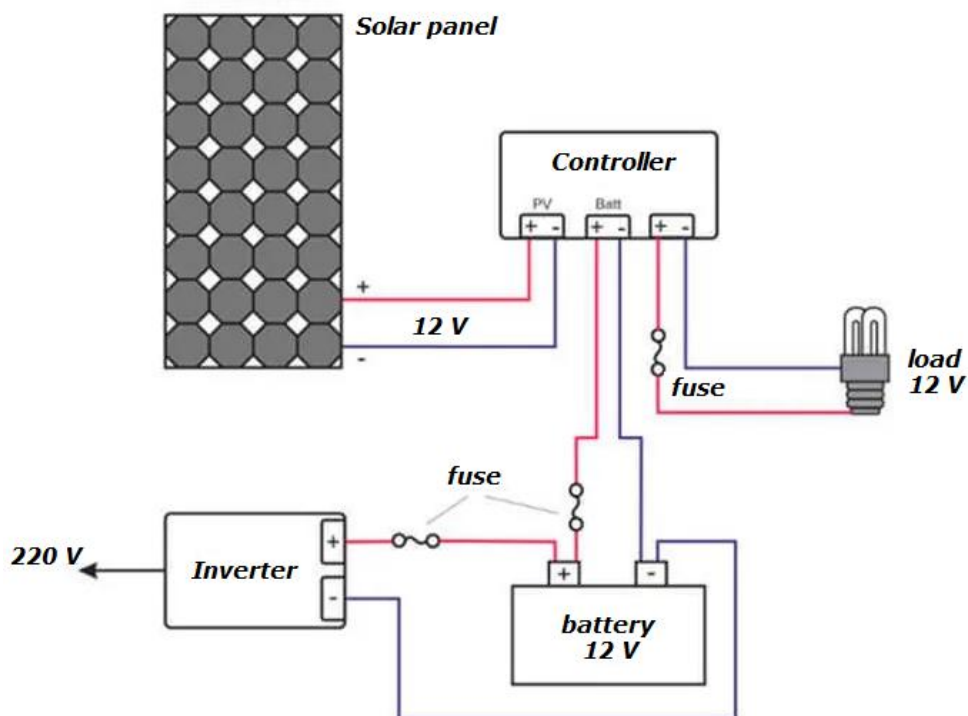 Solar panel
Controller
PV Batt
+ - + - + -
+
12 V
-
load
12 V
fuse
fuse
220 V
Inverter
+
-
+ -
battery
12 V